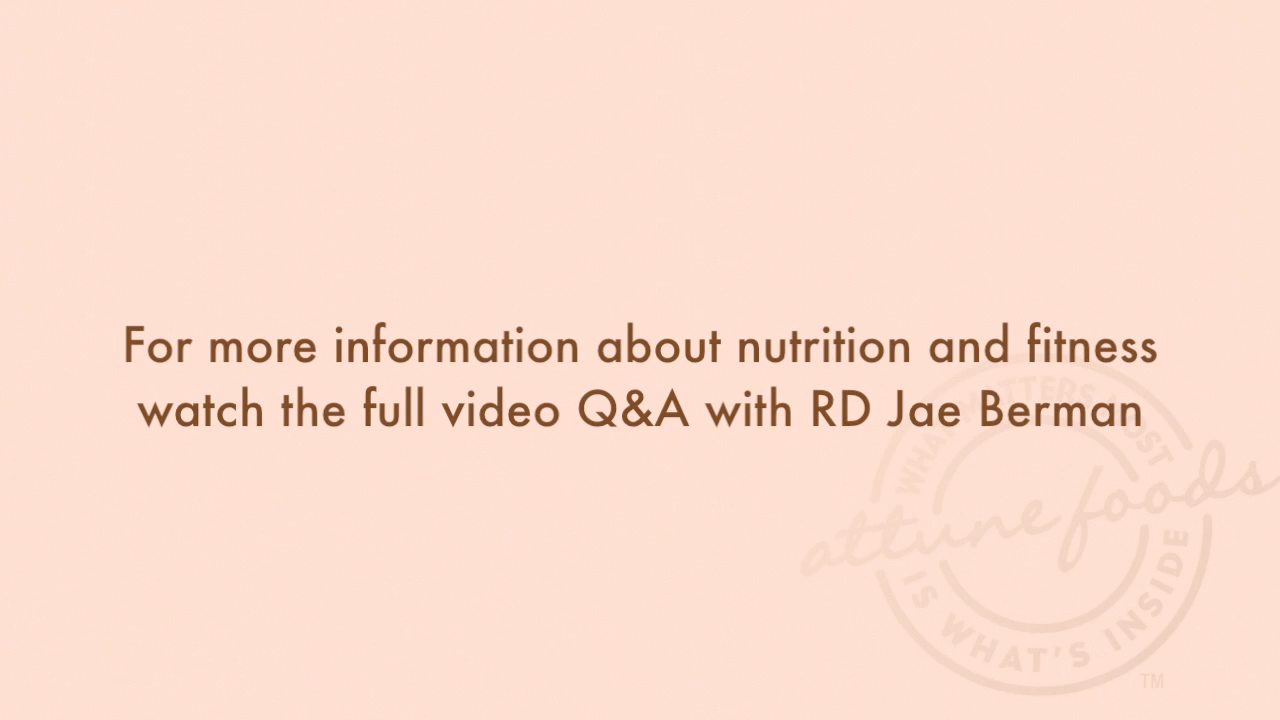 For more information about nutrition and fitness
watch the full video Q&A with RD Jae Berman
WHAT MATTERS MOST
attune foods
IS WHAT'S INSIDE
TM